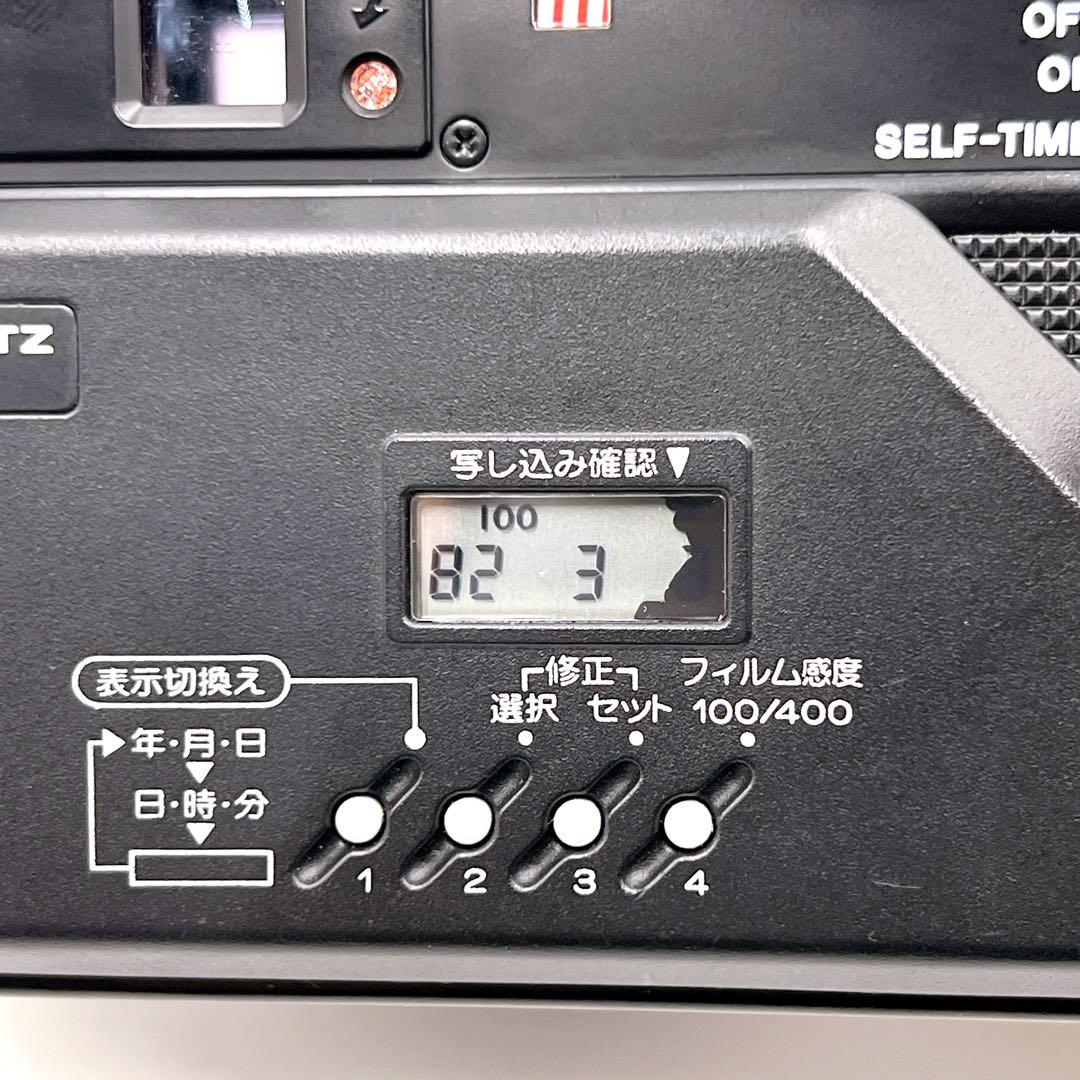 SELF-TIME
TZ
写し込み確認▼
100
82 3
表示切換え
修正
フィルム感度
選択 セット 100/400
年・月・日
日・時・分
1 2 3 4